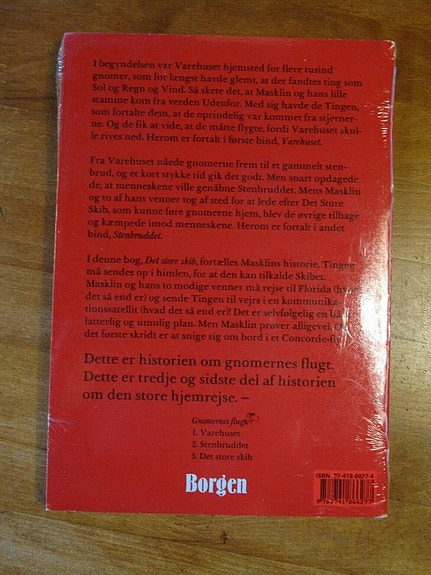 I begyndelsen var Varehuset hjemsted for flere tusind
gnomer, som for længst havde glemt, at der fandtes ting som
Sol og Regn og Vind. Så skete det, at Masklin og hans lille
stamme kom fra verden Udenfor. Med sig havde de Tingen,
som fortalte dem, at de oprindelig var kommet fra stjerner-
ne. Og de fik at vide, at de måtte flygte, fordi Varehuset skul-
le rives ned. Herom er fortalt i første bind, Varehuset.
Fra Varehuset nåede gnomerne frem til et gammelt sten-
brud, og et kort stykke tid gik det godt. Men snart opdagede
de, at menneskene ville genåbne Stenbruddet. Mens Masklin
og to af hans venner tog af sted for at lede efter Det Store
Skib, som kunne føre gnomerne hjem, blev de øvrige tilbage
og kæmpede imod menneskene. Herom er fortalt i andet
bind, Stenbruddet.
I denne bog, Det store skib, fortælles Masklins historie. Tingen
må sendes op i himlen, for at den kan tilkalde Skibet.
Masklin og hans to modige venner må rejse til Florida (hvad
det så end er) og sende Tingen til vejrs i en kommunika-
tionssatellit (hvad det så end er)! Det er selvfølgelig en både
latterlig og umulig plan. Men Masklin prøver alligevel. Og
det første skridt er at snige sig om bord i et Concorde-fly
Dette er historien om gnomernes flugt.
Dette er tredje og sidste del af historien
om den store hjemrejse. –
Gnomernes flugt
1. Varehuset
2. Stenbruddet
3. Det store skib
Borgen
ISBN